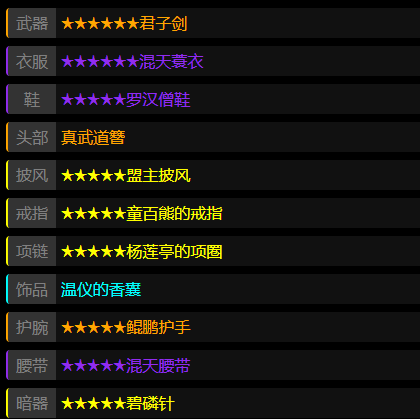 武器 ★★★★★★君子剑
衣服 ★★★★★★混天蓑衣
鞋 ★★★★★罗汉僧鞋
头部 真武道簪
披风 ★★★★★盟主披风
戒指 ★★★★★童百熊的戒指
项链 ★★★★★杨莲亭的项圈
饰品 温仪的香囊
护腕 ★★★★★鲲鹏护手
腰带 ★★★★★混天腰带
暗器 ★★★★★碧磷针